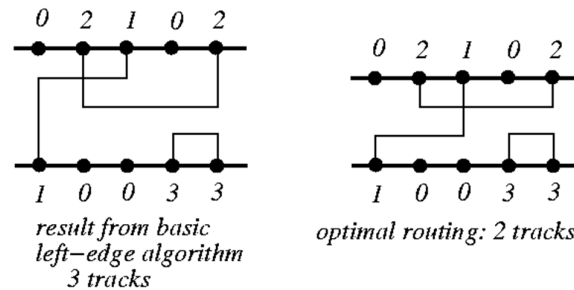 0 2 1 0 2
1 0 0 3 3
result from basic
left-edge algorithm
3 tracks
0 2 1 0 2
1 0 0 3 3
optimal routing: 2 tracks